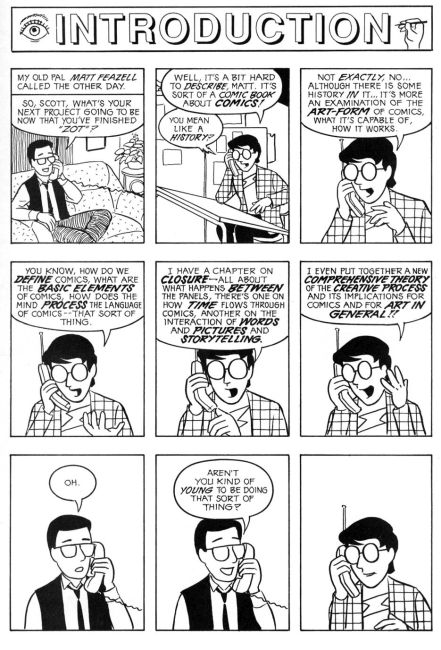 INTRODUCTION
MY OLD PAL MATT FEAZELL
CALLED THE OTHER DAY.
SO, SCOTT, WHAT'S YOUR
NEXT PROJECT GOING TO BE
NOW THAT YOU'VE FINISHED
"ZOT"?
WELL, IT'S A BIT HARD
TO DESCRIBE, MATT. IT'S
SORT OF A COMIC BOOK
ABOUT COMICS!
YOU MEAN
LIKE A
HISTORY?
NOT EXACTLY, NO...
ALTHOUGH THERE IS SOME
HISTORY IN IT... IT'S MORE
AN EXAMINATION OF THE
ART-FORM OF COMICS,
WHAT IT'S CAPABLE OF,
HOW IT WORKS.
YOU KNOW, HOW DO WE
DEFINE COMICS, WHAT ARE
THE BASIC ELEMENTS
OF COMICS, HOW DOES THE
MIND PROCESS THE LANGUAGE
OF COMICS--THAT SORT OF
THING.
I HAVE A CHAPTER ON
CLOSURE--ALL ABOUT
WHAT HAPPENS BETWEEN
THE PANELS, THERE'S ONE ON
HOW TIME FLOWS THROUGH
COMICS, ANOTHER ON THE
INTERACTION OF WORDS
AND PICTURES AND
STORYTELLING.
I EVEN PUT TOGETHER A NEW
COMPREHENSIVE THEORY
OF THE CREATIVE PROCESS
AND ITS IMPLICATIONS FOR
COMICS AND FOR ART IN
GENERAL!!
OH.
AREN'T
YOU KIND OF
YOUNG TO BE DOING
THAT SORT OF
THING?